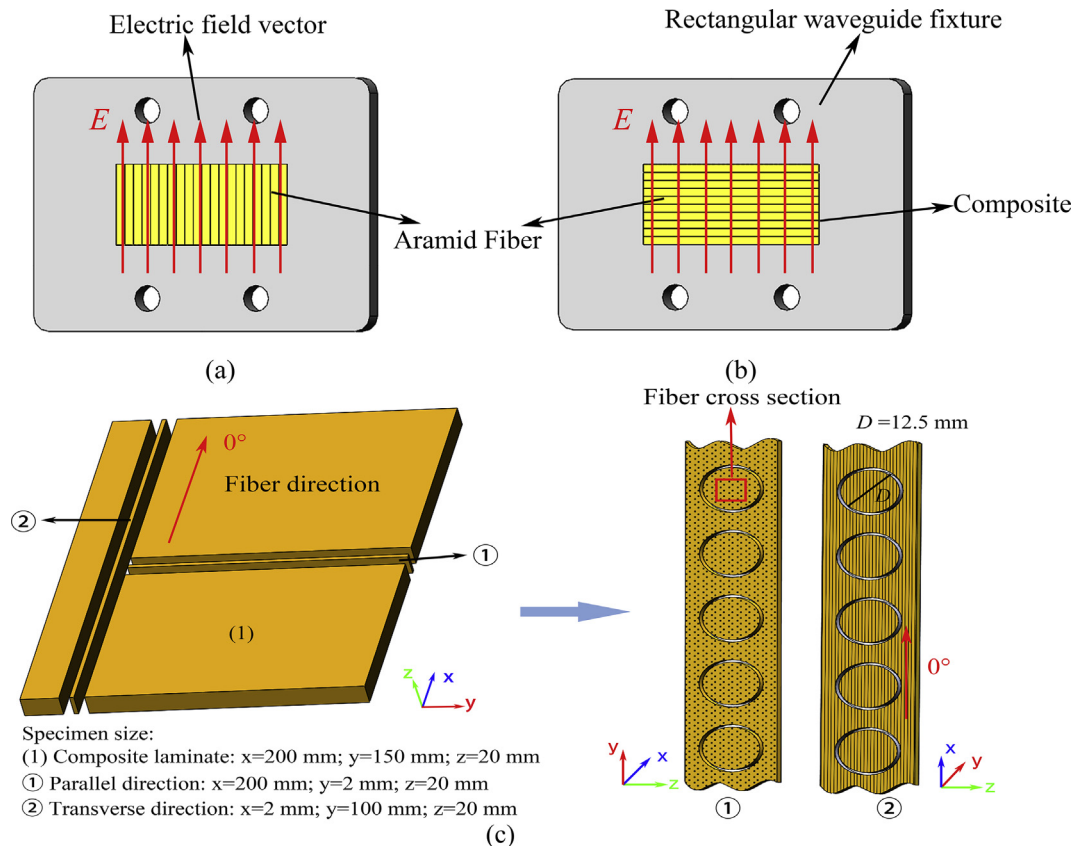 Electric field vector
Rectangular waveguide fixture
E
E
Composite
Aramid Fiber
(a)
(b)
Fiber cross section
D =12.5 mm
0°
Fiber direction
②
①
D
(1)
0°
z
x
y
y
x
z
x
y
z
Specimen size:
(1) Composite laminate: x=200 mm; y=150 mm; z=20 mm
① Parallel direction: x=200 mm; y=2 mm; z=20 mm
② Transverse direction: x=2 mm; y=100 mm; z=20 mm
①
②
(c)